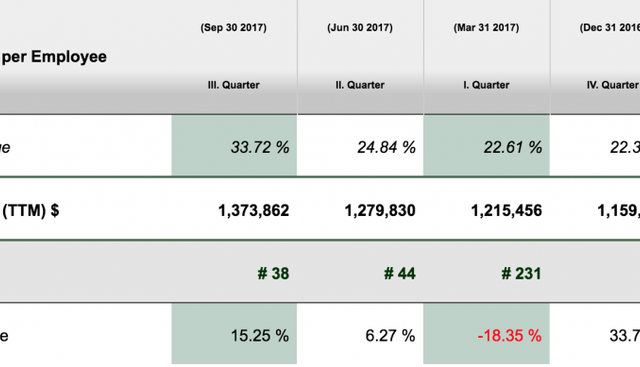 (Sep 30 2017) (Jun 30 2017) (Mar 31 2017) (Dec 31 2016
per Employee
III. Quarter II. Quarter I. Quarter IV. Quarter
33.72 % 24.84 % 22.61 % 22.3
(TTM) $ 1,373,862 1,279,830 1,215,456 1,159,
# 38 # 44 # 231
e 15.25 % 6.27 % -18.35 % 33.7